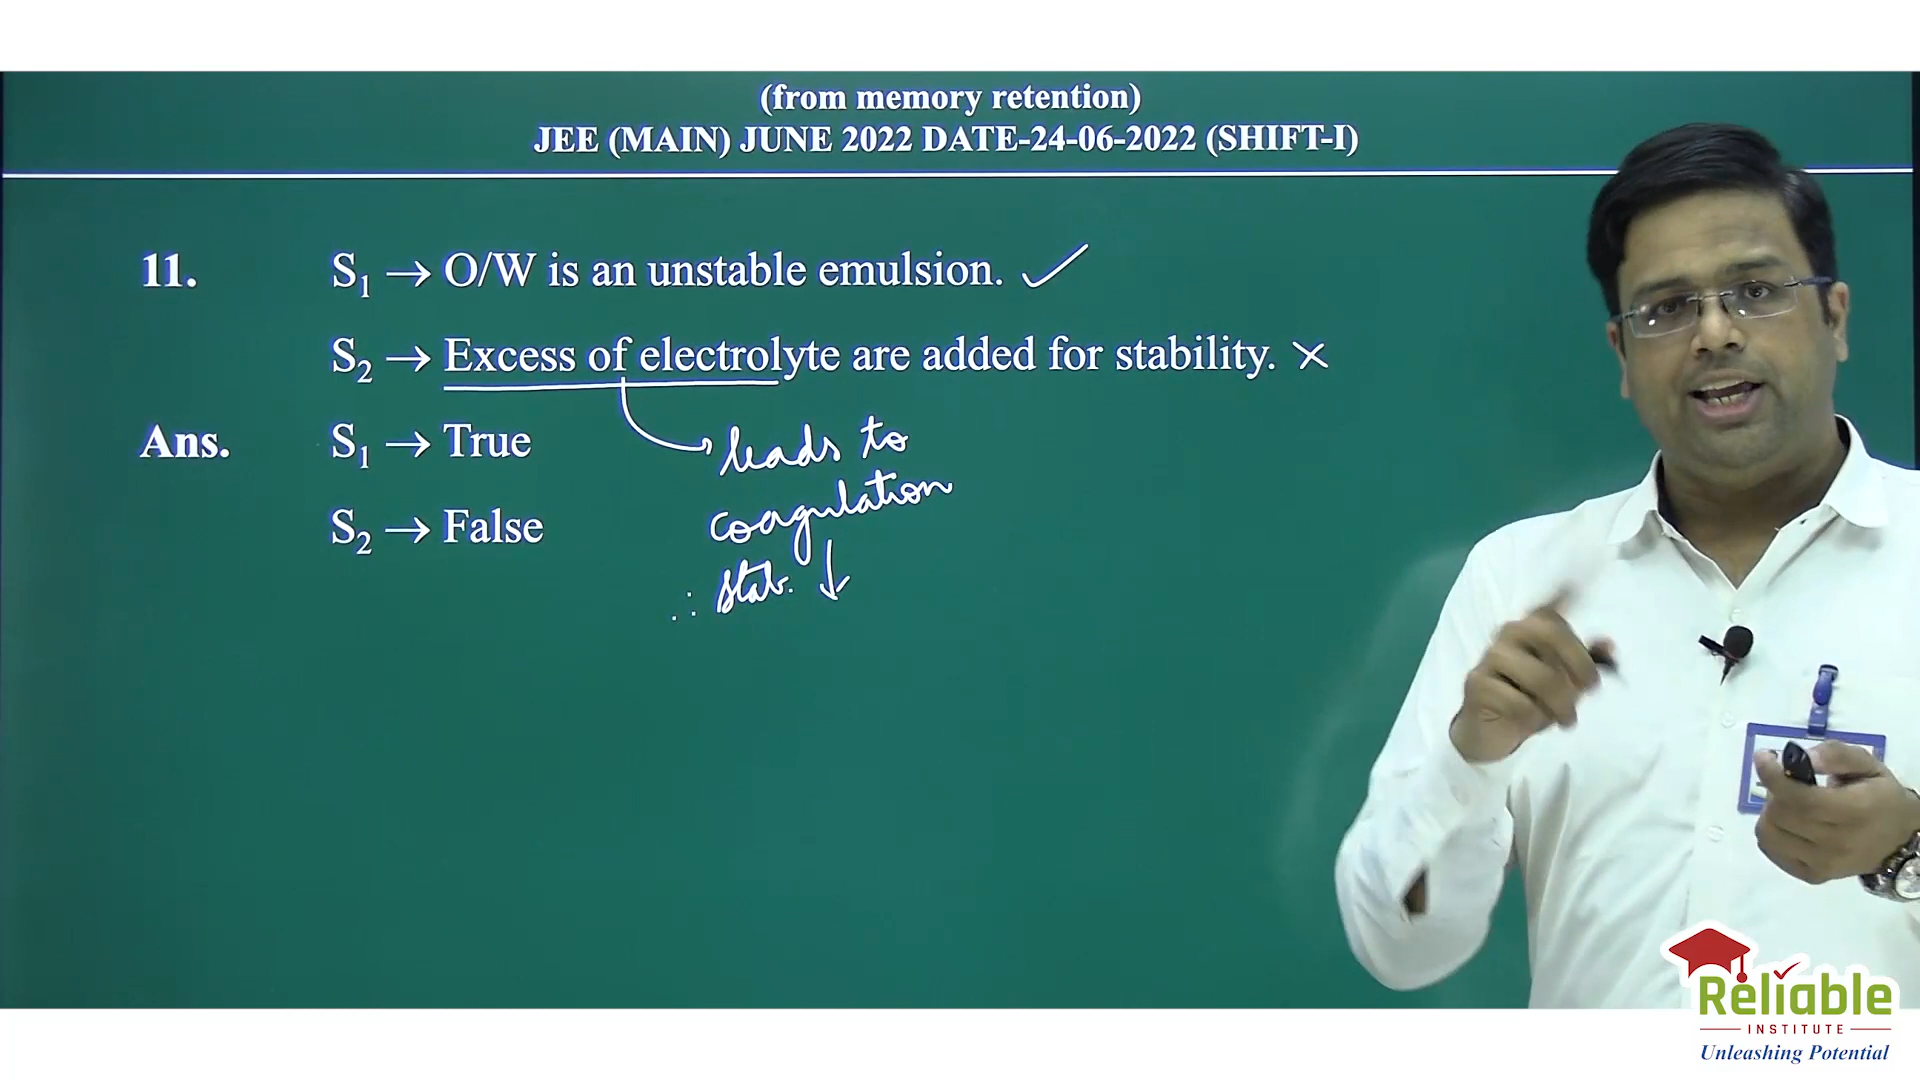 (from memory retention)
JEE (MAIN) JUNE 2022 DATE-24-06-2022 (SHIFT-I)
11. S₁ → O/W is an unstable emulsion. ✓
S₂ → Excess of electrolyte are added for stability. ×
Ans. S₁ → True
leads to
S₂ → False
coagulation
∴ Stab. ↓
Reliable
INSTITUTE
Unleashing Potential